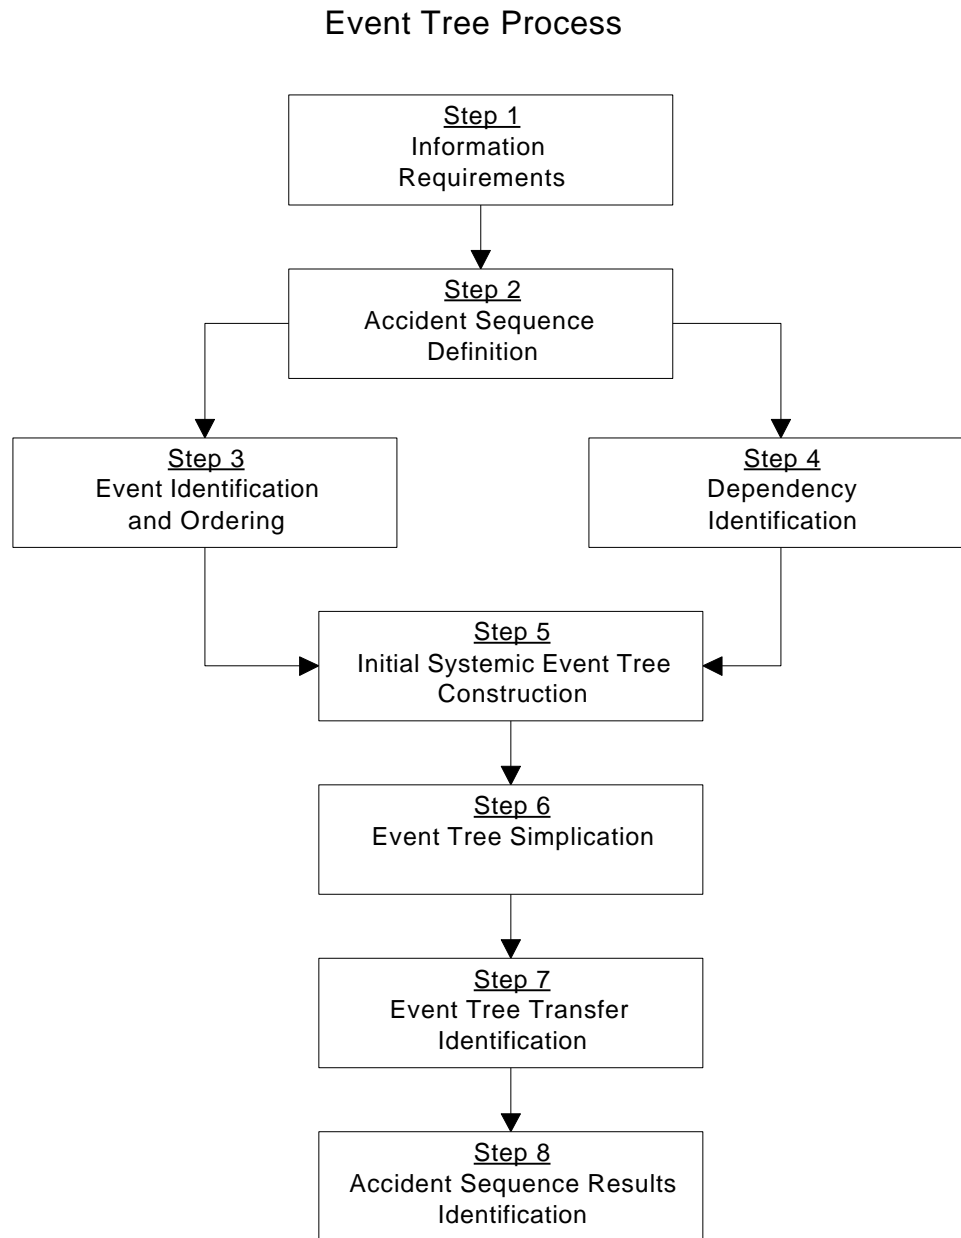 Event Tree Process
Step 1
Information
Requirements
Step 2
Accident Sequence
Definition
Step 3
Event Identification
and Ordering
Step 4
Dependency
Identification
Step 5
Initial Systemic Event Tree
Construction
Step 6
Event Tree Simplication
Step 7
Event Tree Transfer
Identification
Step 8
Accident Sequence Results
Identification